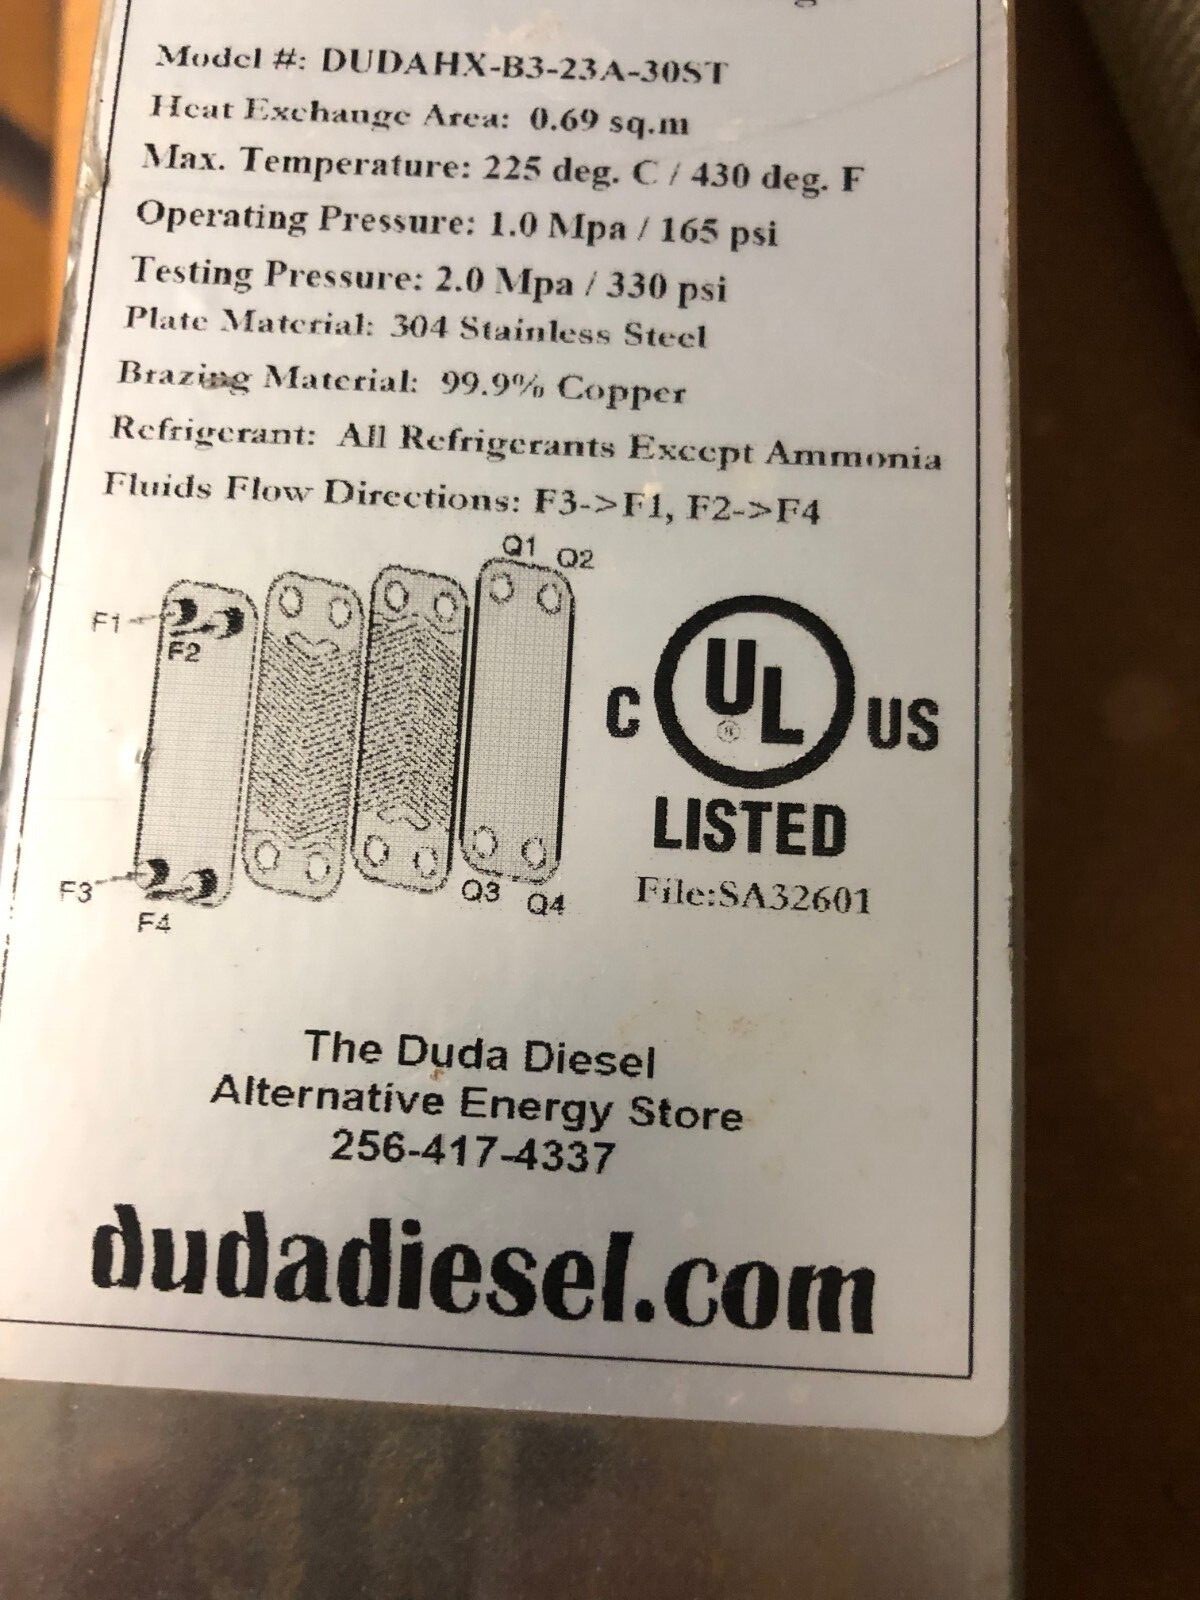 Model #: DUDAHX-B3-23A-30ST
Heat Exchange Area: 0.69 sq.m
Max. Temperature: 225 deg. C / 430 deg. F
Operating Pressure: 1.0 Mpa / 165 psi
Testing Pressure: 2.0 Mpa / 330 psi
Plate Material: 304 Stainless Steel
Brazing Material: 99.9% Copper
Refrigerant: All Refrigerants Except Ammonia
Fluids Flow Directions: F3->F1, F2->F4
Q1 Q2
F1
F2
C UL ® US
LISTED
F3
F4
Q3 Q4
File:SA32601
The Duda Diesel
Alternative Energy Store
256-417-4337
dudadiesel.com